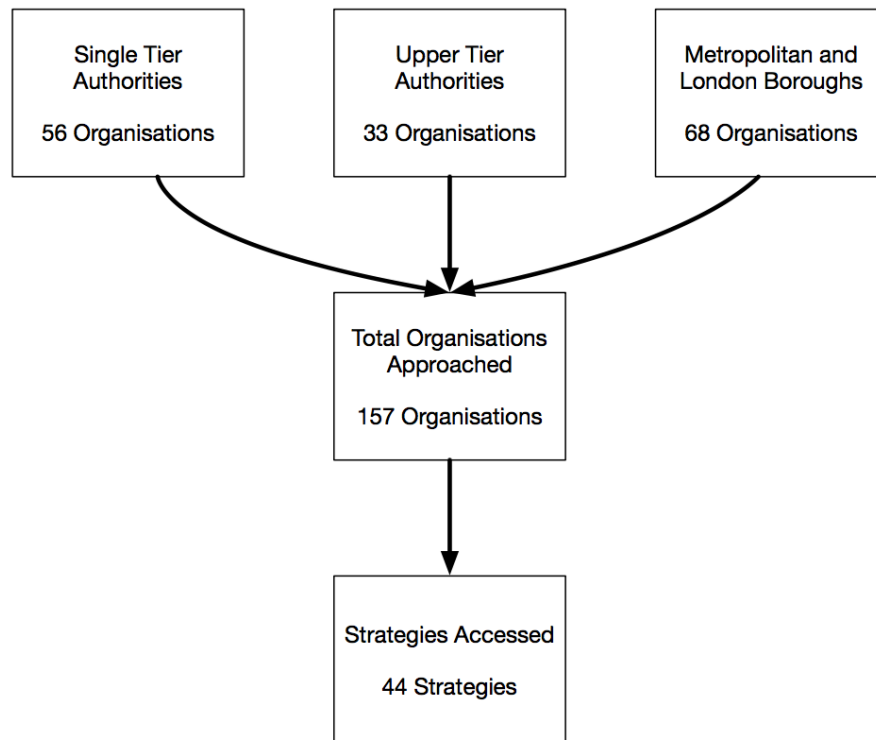 Single Tier
Authorities
56 Organisations
Upper Tier
Authorities
33 Organisations
Metropolitan and
London Boroughs
68 Organisations
Total Organisations
Approached
157 Organisations
Strategies Accessed
44 Strategies